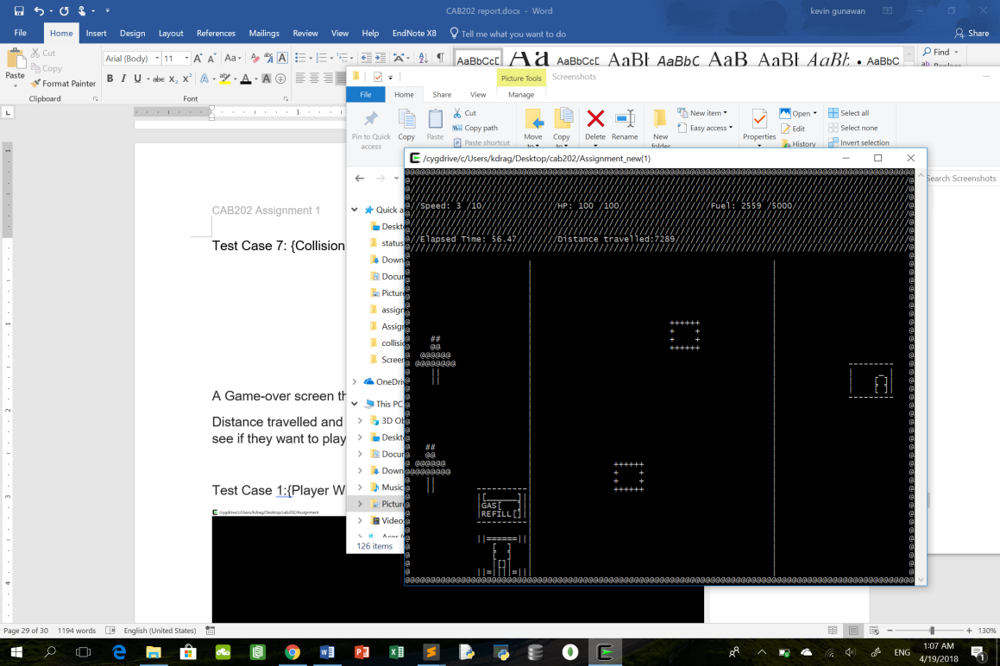 CAB202 report.docx - Word
kevin gunawan
File Home Insert Design Layout References Mailings Review View Help EndNote X8 Tell me what you want to do
Share
Paste
Cut
Copy
Format Painter
Clipboard
Arial (Body) 11
Font
AaBbCcD AaBbCcD AaBbC AaB AaBbC
Find
Picture Tools
Screenshots
File Home Share View Manage
Pin to Quick access
Copy
Paste
Cut
Copy path
Paste shortcut
Move to
Copy to
Delete
Rename
New folder
New item
Easy access
Properties
Open
Edit
History
Select all
Select none
Invert selection
Search Screenshots
/cygdrive/c/Users/kdrag/Desktop/cab202/Assignment_new(1)
Speed: 3 /10
HP: 100 /100
Fuel: 2559 /5000
Elapsed Time: 56.47
Distance travelled:7289
GAS
REFILL
CAB202 Assignment 1
Test Case 7: {Collision
A Game-over screen th
Distance travelled and
see if they want to play
Test Case 1:{Player W
/cygdrive/c/Users/kdrag/Desktop/cab202/Assignment
Quick a
Deskt
status
Down
Docur
Picture
assign
Assig
collisio
Screer
OneDriv
This PC
3D Ob
Deskt
Docur
Down
Music
Pictur
Video
126 items
Page 29 of 30 1194 words English (United States)
130%
ENG
1:07 AM
4/19/2018
1